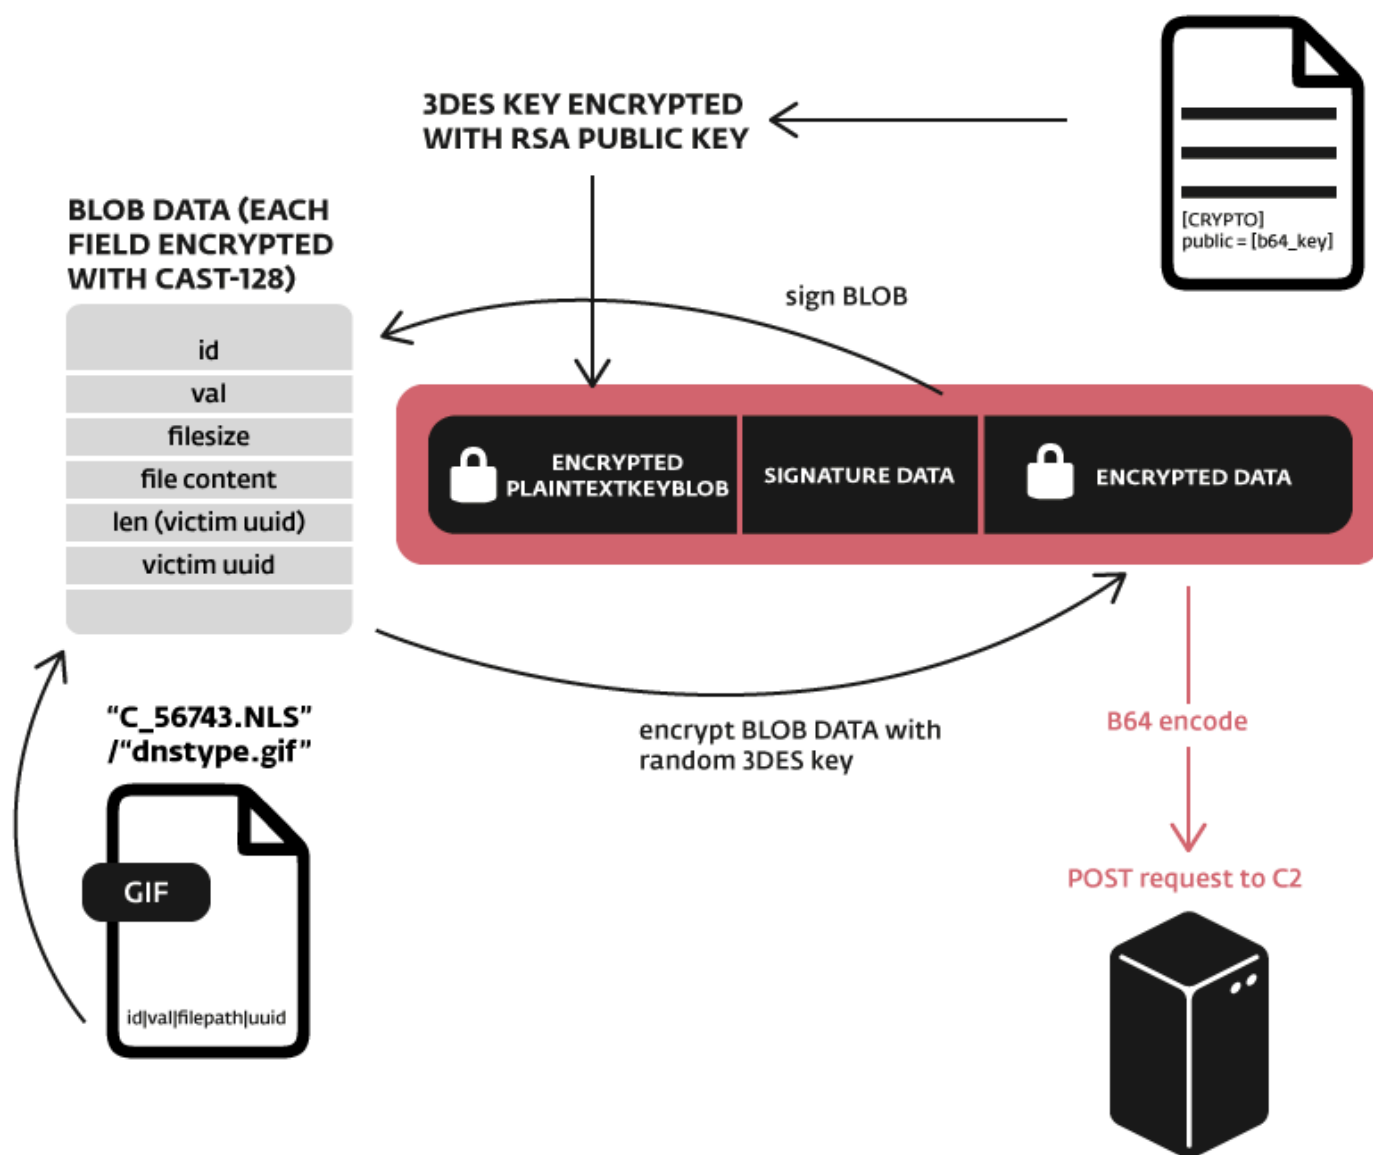 3DES KEY ENCRYPTED
WITH RSA PUBLIC KEY
[CRYPTO]
public = [b64_key]
BLOB DATA (EACH
FIELD ENCRYPTED
WITH CAST-128)
sign BLOB
id
val
filesize
file content
len (victim uuid)
victim uuid
ENCRYPTED
PLAINTEXTKEYBLOB
SIGNATURE DATA
ENCRYPTED DATA
encrypt BLOB DATA with
random 3DES key
B64 encode
POST request to C2
“C_56743.NLS”
/“dnstype.gif”
GIF
id|val|filepath|uuid